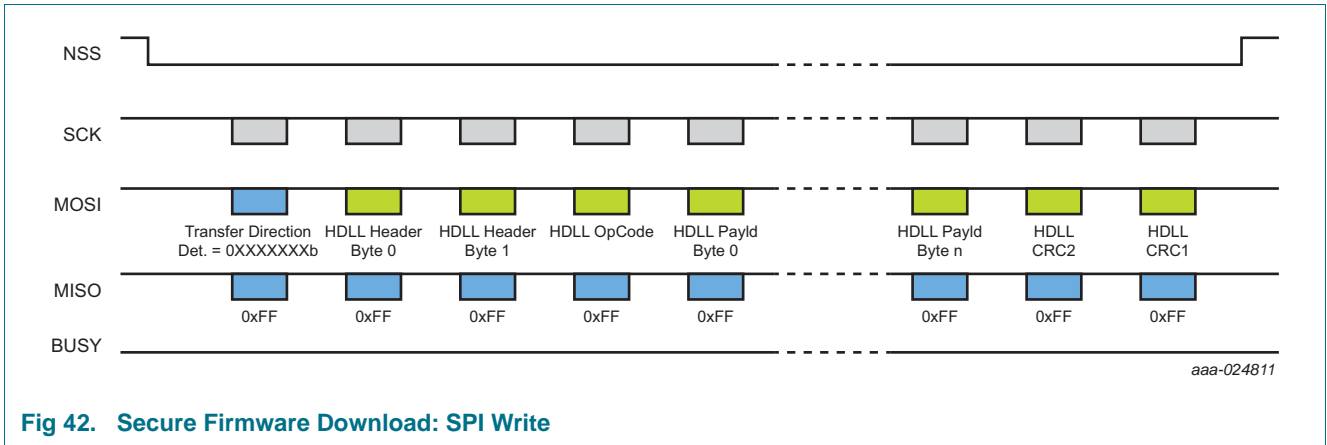 NSS
SCK
MOSI
Transfer Direction HDLL Header HDLL Header HDLL OpCode HDLL Payld HDLL Payld HDLL HDLL
Det. = 0XXXXXXXb Byte 0 Byte 1 Byte 0 Byte n CRC2 CRC1
MISO
0xFF 0xFF 0xFF 0xFF 0xFF 0xFF 0xFF 0xFF
BUSY
aaa-024811
Fig 42. Secure Firmware Download: SPI Write